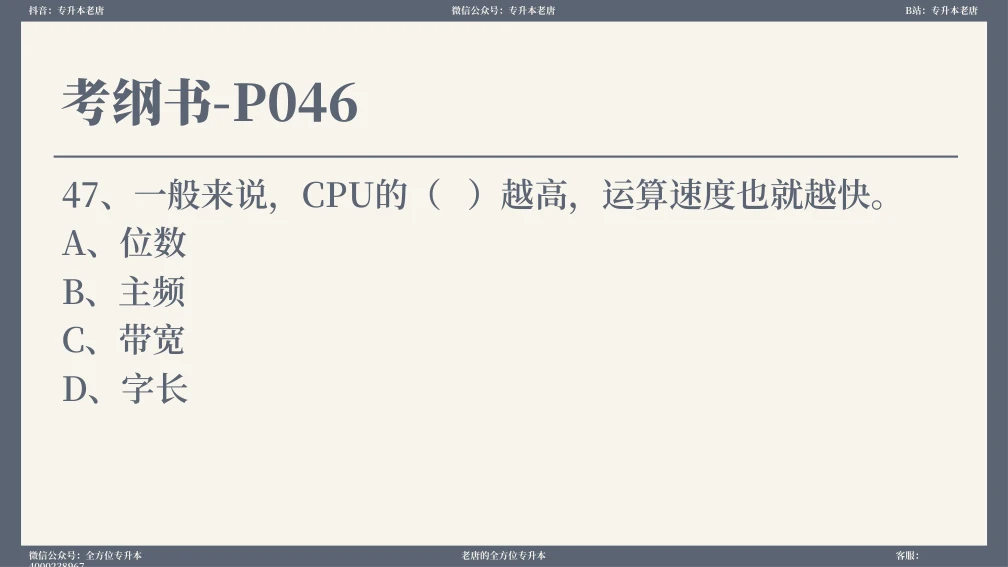 抖音：专升本老唐
微信公众号：专升本老唐
B站：专升本老唐
考纲书-P046
47、一般来说，CPU的（ ）越高，运算速度也就越快。
A、位数
B、主频
C、带宽
D、字长
微信公众号：全方位专升本
老唐的全方位专升本
客服：
4000238967